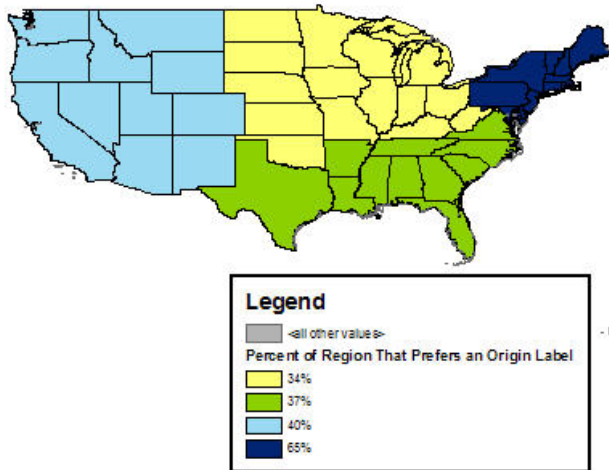 Legend
<all other values>
Percent of Region That Prefers an Origin Label
34%
37%
40%
65%